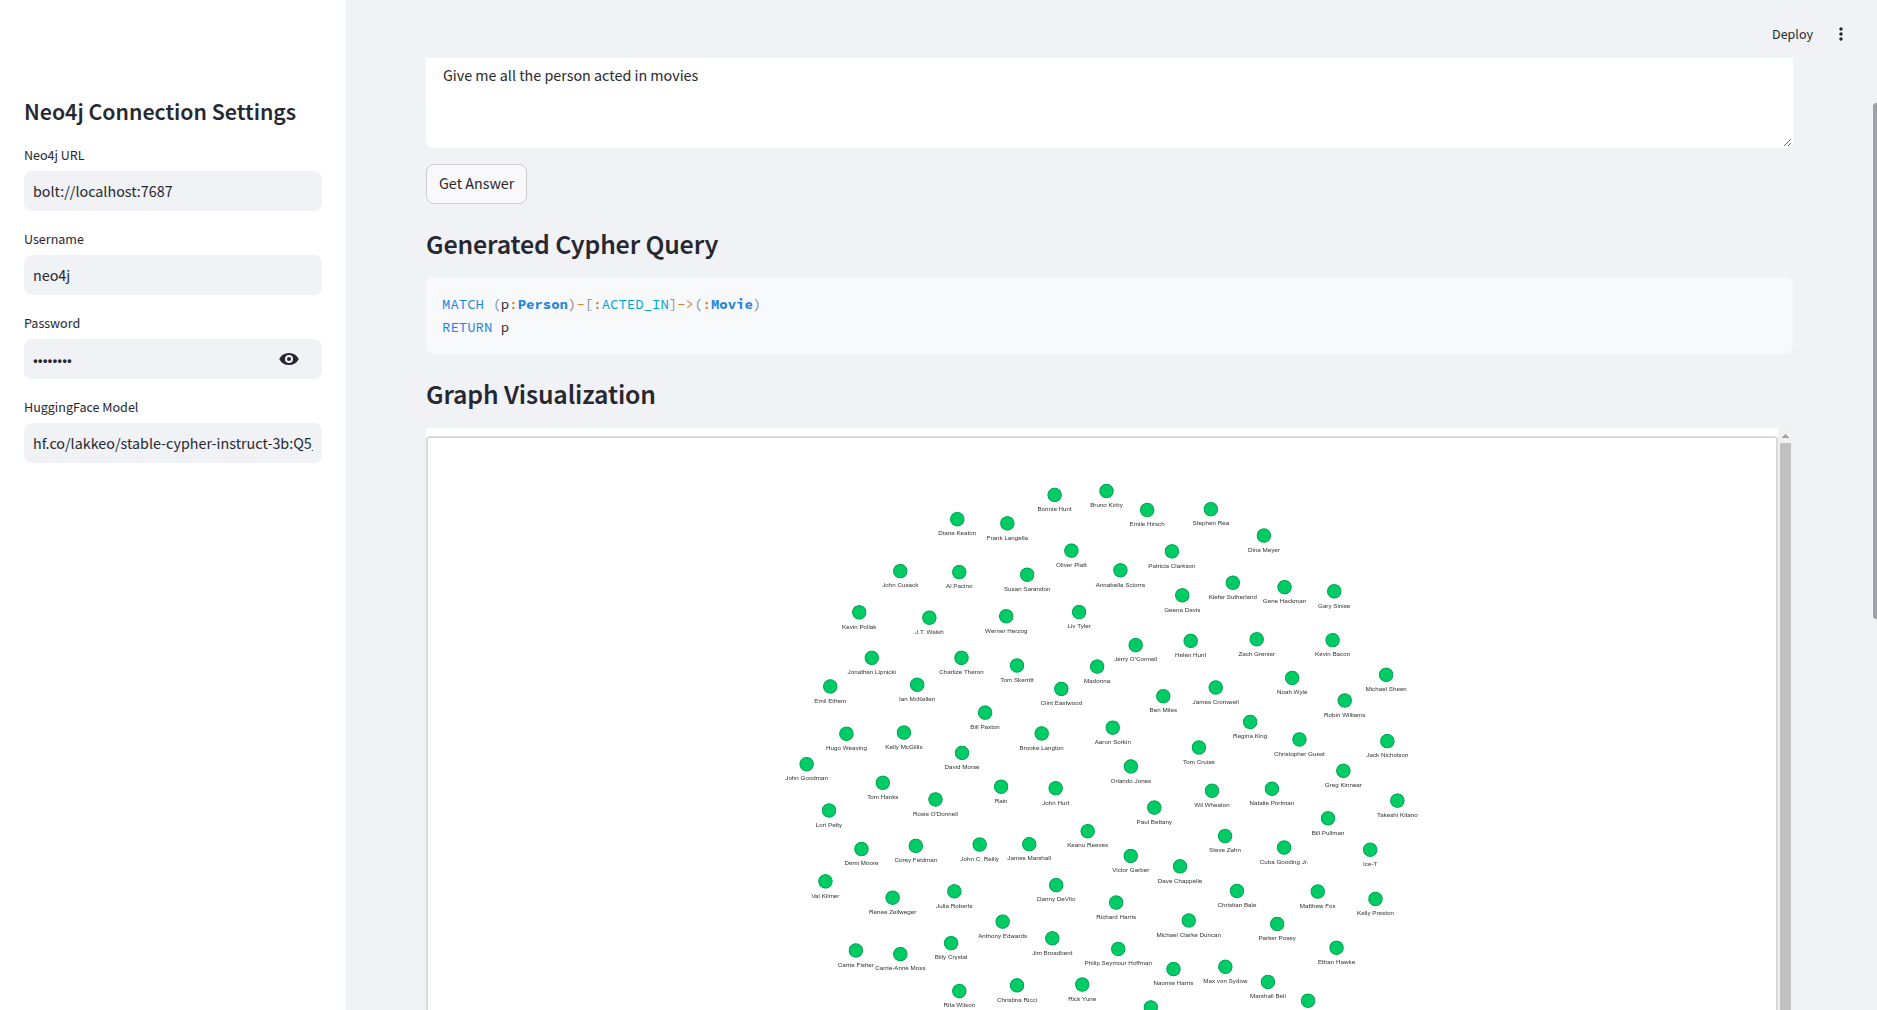 Deploy
Neo4j Connection Settings
Neo4j URL
bolt://localhost:7687
Username
neo4j
Password
••••••••
HuggingFace Model
hf.co/lakkeo/stable-cypher-instruct-3b:Q5_
Give me all the person acted in movies
Get Answer
Generated Cypher Query
MATCH (p:Person)-[:ACTED_IN]->(:Movie)
RETURN p
Graph Visualization
Bonnie Hunt
Bruno Kirby
Emile Hirsch
Stephen Rea
Diane Keaton
Frank Langella
Dina Meyer
Oliver Platt
Patricia Clarkson
John Cusack
Al Pacino
Susan Sarandon
Annabella Sciorra
Kiefer Sutherland
Gene Hackman
Gary Sinise
Geena Davis
Kevin Pollak
J.T. Walsh
Werner Herzog
Liv Tyler
Jerry O'Connell
Helen Hunt
Zach Grenier
Kevin Bacon
Jonathan Lipnicki
Charlize Theron
Tom Skerritt
Madonna
Noah Wyle
Michael Sheen
Emil Eifrem
Ian McKellen
Clint Eastwood
Ben Miles
James Cromwell
Robin Williams
Bill Paxton
Regina King
Hugo Weaving
Kelly McGillis
Brooke Langton
Aaron Sorkin
Christopher Guest
Jack Nicholson
David Morse
Tom Cruise
John Goodman
Orlando Jones
Greg Kinnear
Tom Hanks
Rain
John Hurt
Wil Wheaton
Natalie Portman
Rosie O'Donnell
Takeshi Kitano
Lori Petty
Paul Bettany
Bill Pullman
Keanu Reeves
Steve Zahn
Demi Moore
Corey Feldman
John C. Reilly
James Marshall
Cuba Gooding Jr.
Ice-T
Victor Garber
Dave Chappelle
Val Kilmer
Renee Zellweger
Julia Roberts
Danny DeVito
Christian Bale
Matthew Fox
Kelly Preston
Richard Harris
Anthony Edwards
Michael Clarke Duncan
Parker Posey
Carrie Fisher
Carrie-Anne Moss
Billy Crystal
Jim Broadbent
Philip Seymour Hoffman
Ethan Hawke
Naomie Harris
Max von Sydow
Marshall Bell
Rita Wilson
Christina Ricci
Rick Yune